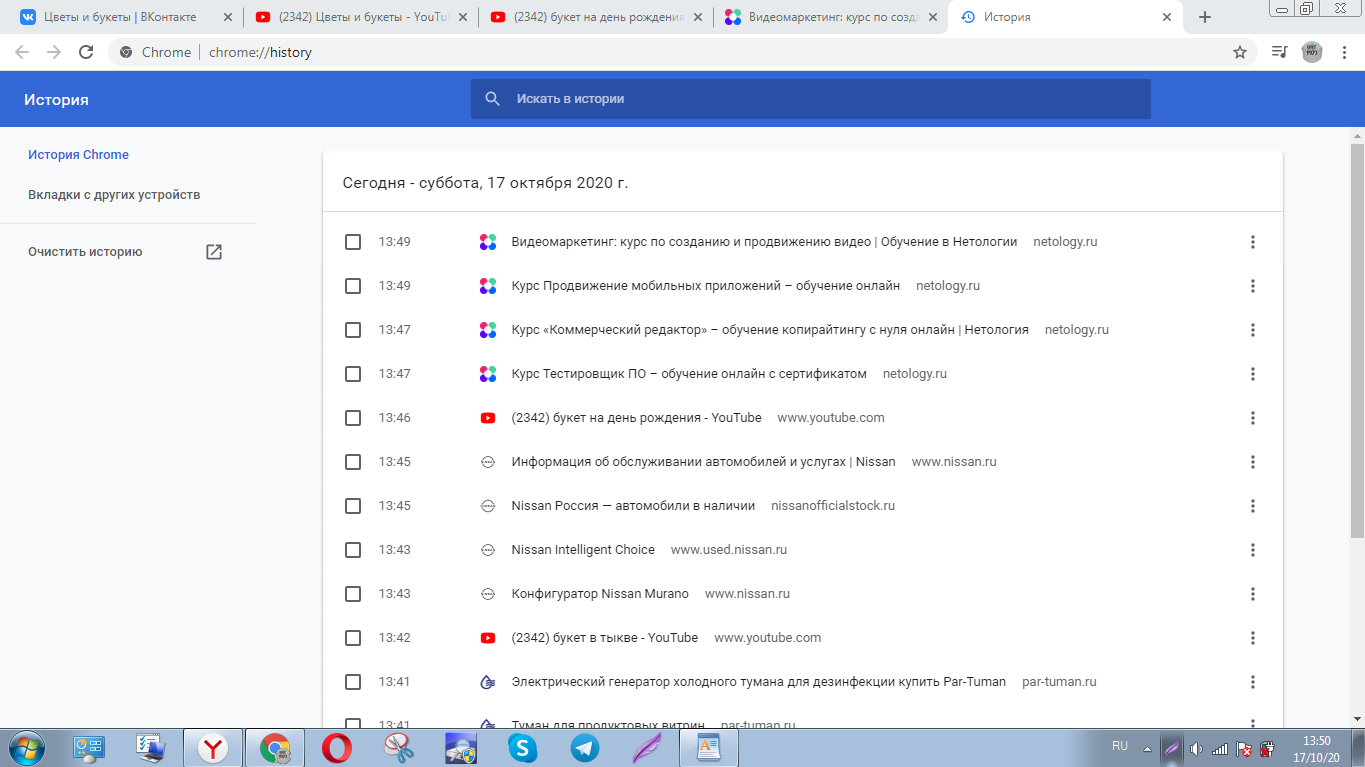 Цветы и букеты | ВКонтакте
(2342) Цветы и букеты - YouTu
(2342) букет на день рождения
Видеомаркетинг: курс по созда
История
Chrome | chrome://history
История
Искать в истории
История Chrome
Вкладки с других устройств
Очистить историю
Сегодня - суббота, 17 октября 2020 г.
13:49 Видеомаркетинг: курс по созданию и продвижению видео | Обучение в Нетологии netology.ru
13:49 Курс Продвижение мобильных приложений – обучение онлайн netology.ru
13:47 Курс «Коммерческий редактор» – обучение копирайтингу с нуля онлайн | Нетология netology.ru
13:47 Курс Тестировщик ПО – обучение онлайн с сертификатом netology.ru
13:46 (2342) букет на день рождения - YouTube www.youtube.com
13:45 Информация об обслуживании автомобилей и услугах | Nissan www.nissan.ru
13:45 Nissan Россия — автомобили в наличии nissanofficialstock.ru
13:43 Nissan Intelligent Choice www.used.nissan.ru
13:43 Конфигуратор Nissan Murano www.nissan.ru
13:42 (2342) букет в тыкве - YouTube www.youtube.com
13:41 Электрический генератор холодного тумана для дезинфекции купить Par-Tuman par-tuman.ru
13:41 Туман для продуктовых витрин par-tuman.ru
RU
13:50
17/10/20